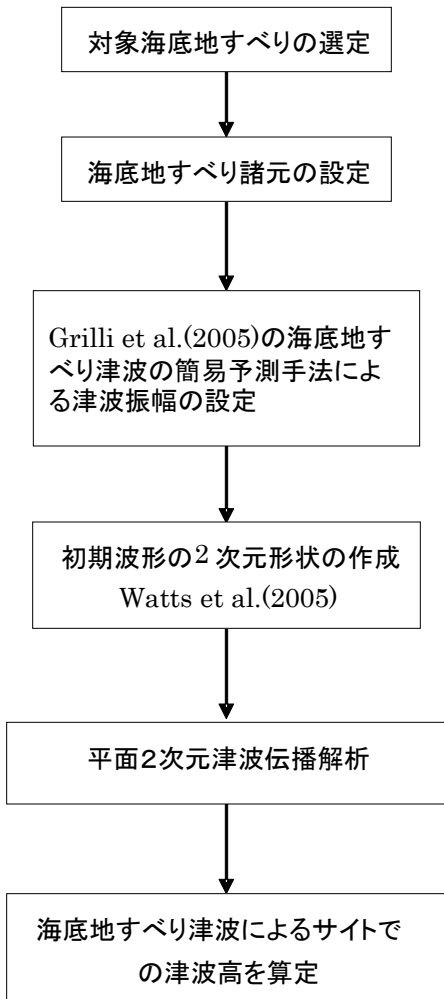 対象海底地すべりの選定
海底地すべり諸元の設定
Grilli et al.(2005)の海底地す
べり津波の簡易予測手法によ
る津波振幅の設定
初期波形の2次元形状の作成
Watts et al.(2005)
平面２次元津波伝播解析
海底地すべり津波によるサイトで
の津波高を算定